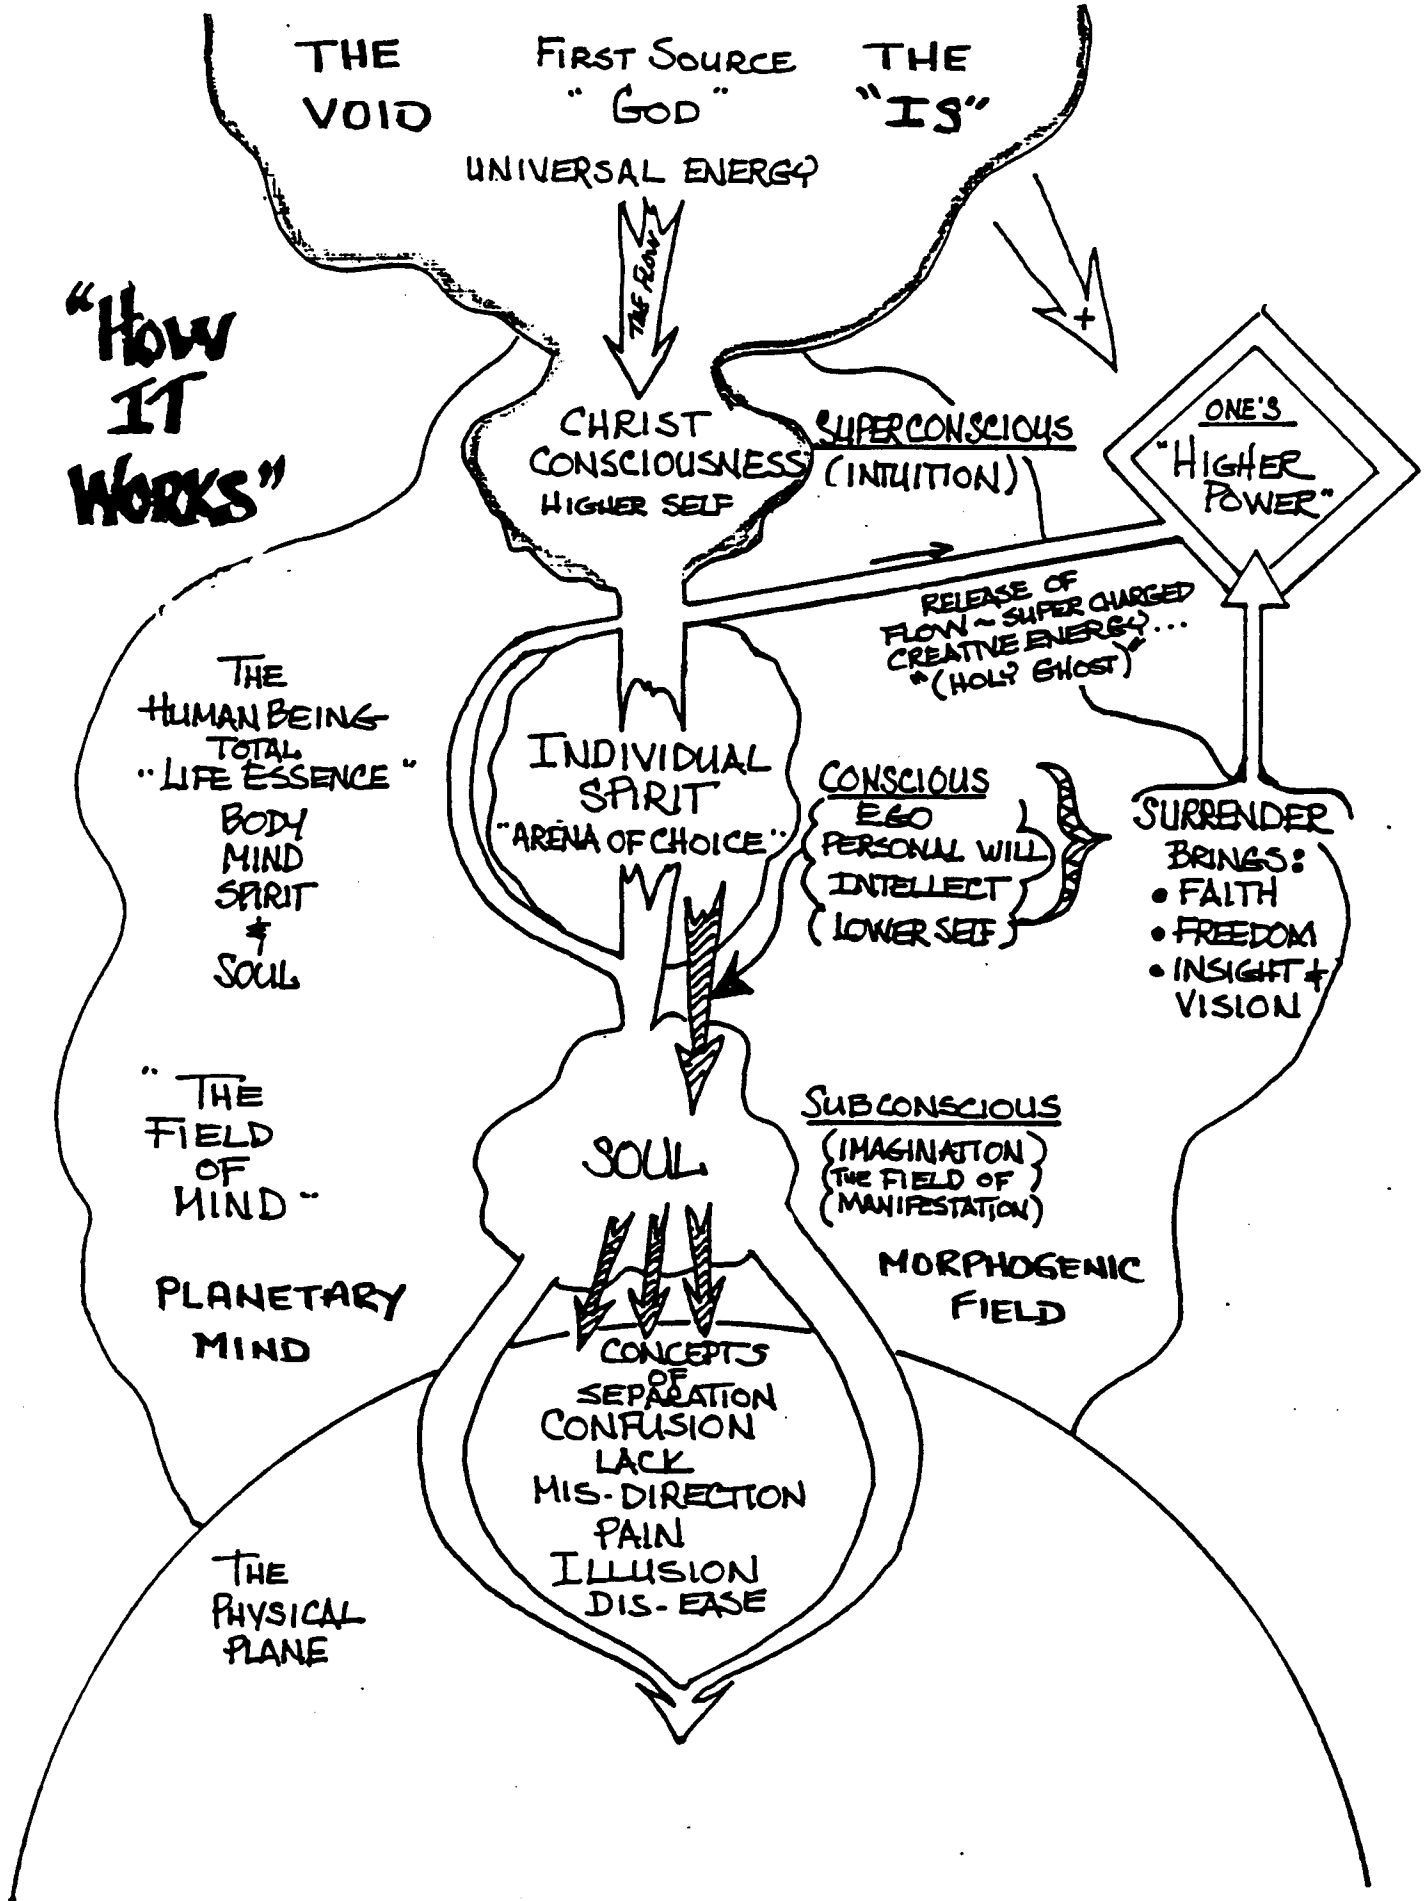 THE VOID
FIRST SOURCE
"GOD"
THE "IS"
UNIVERSAL ENERGY
THE FLOW
"HOW
IT
WORKS"
+
CHRIST
CONSCIOUSNESS
HIGHER SELF
SUPERCONSCIOUS
(INTUITION)
ONE'S
"HIGHER
POWER"
RELEASE OF
FLOW ~ SUPER CHARGED
CREATIVE ENERGY...
"(HOLY GHOST)"
THE
HUMAN BEING
TOTAL
"LIFE ESSENCE"
BODY
MIND
SPIRIT
&
SOUL
INDIVIDUAL
SPIRIT
"ARENA OF CHOICE"
CONSCIOUS
EGO
PERSONAL WILL
INTELLECT
(LOWER SELF)
SURRENDER
BRINGS:
• FAITH
• FREEDOM
• INSIGHT &
VISION
"THE
FIELD
OF
MIND"
SOUL
SUBCONSCIOUS
(IMAGINATION)
(THE FIELD OF)
(MANIFESTATION)
PLANETARY
MIND
MORPHOGENIC
FIELD
CONCEPTS
OF
SEPARATION
CONFUSION
LACK
MIS-DIRECTION
PAIN
ILLUSION
DIS-EASE
THE
PHYSICAL
PLANE